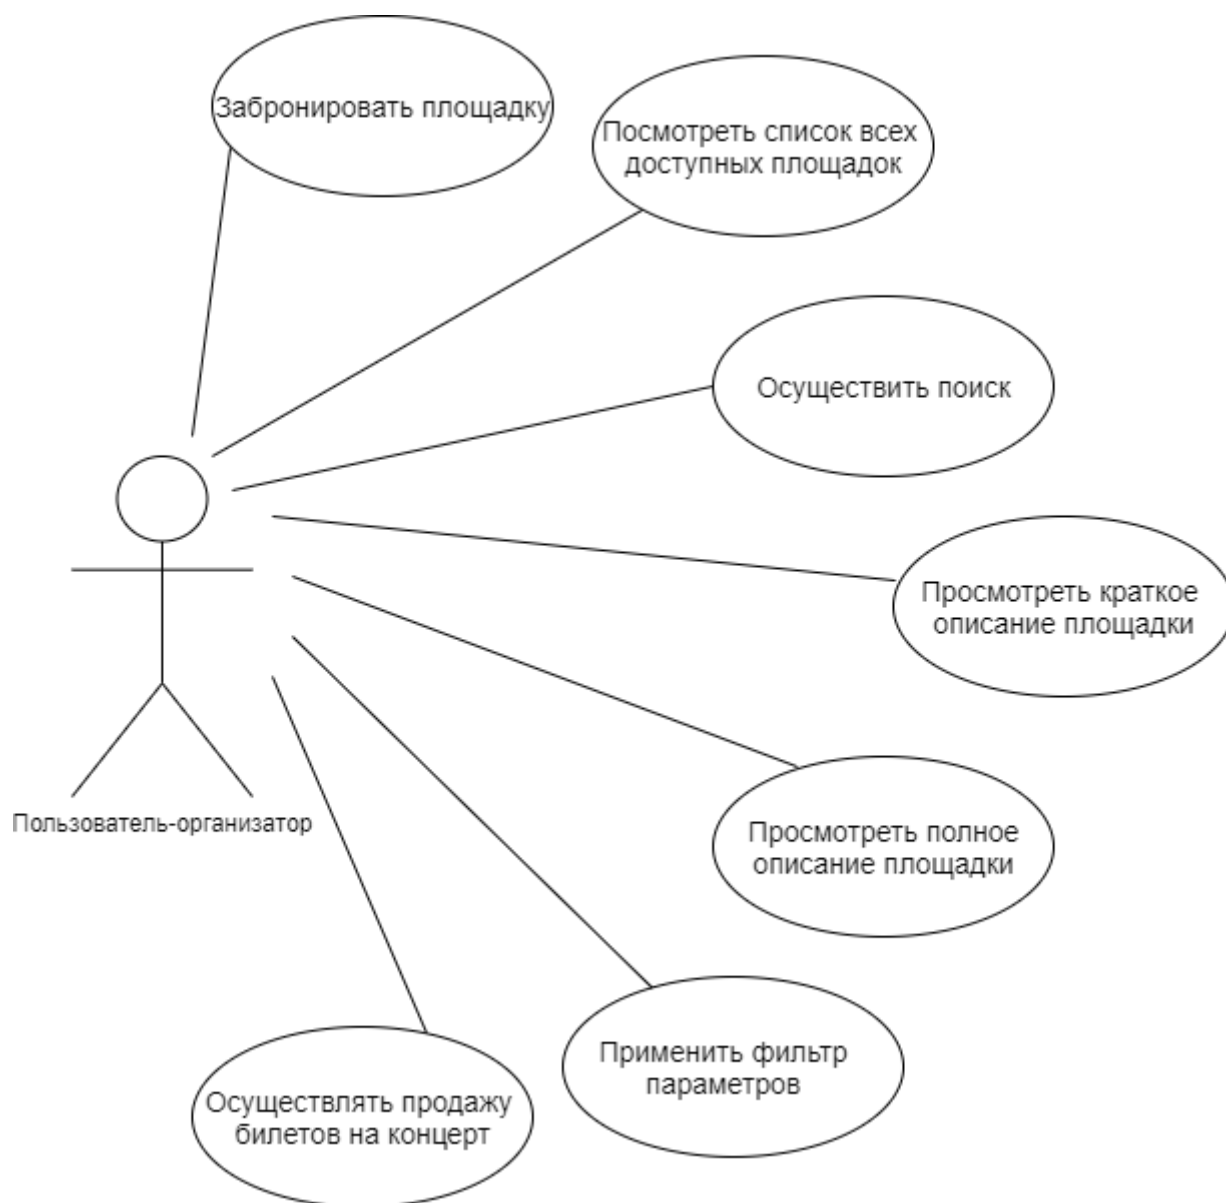 Забронировать площадку
Посмотреть список всех
доступных площадок
Осуществить поиск
Просмотреть краткое
описание площадки
Пользователь-организатор
Просмотреть полное
описание площадки
Применить фильтр
параметров
Осуществлять продажу
билетов на концерт